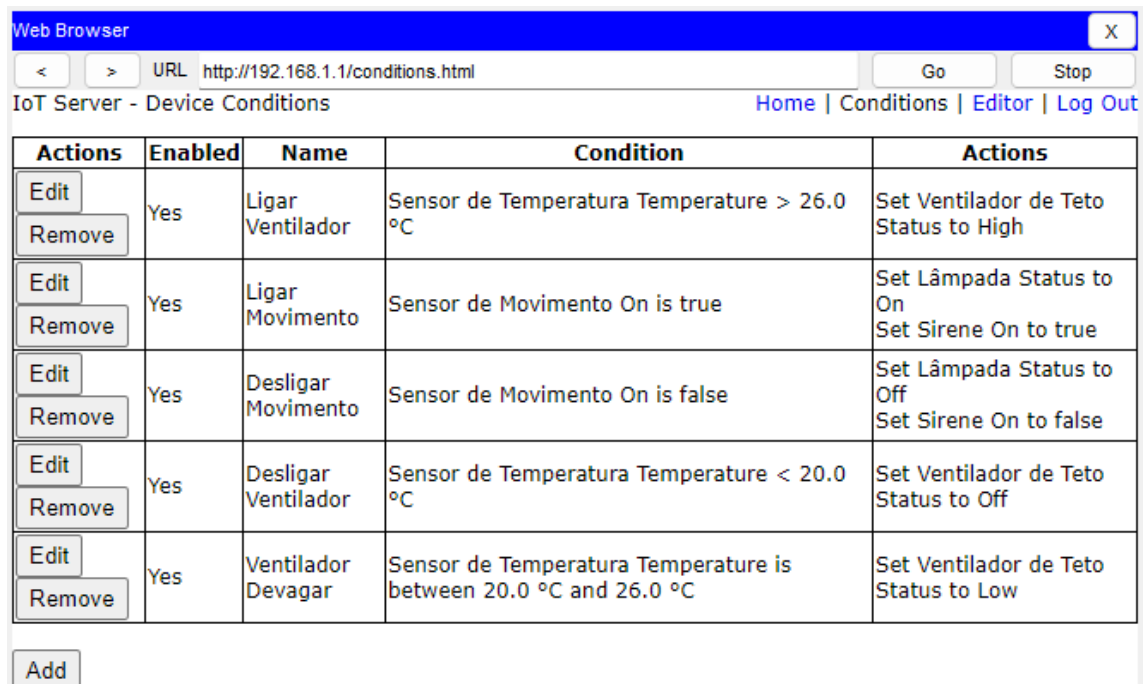 Web Browser X
< > URL http://192.168.1.1/conditions.html Go Stop
IoT Server - Device Conditions Home | Conditions | Editor | Log Out
Actions Enabled Name Condition Actions
Edit
Remove
Yes
Ligar
Ventilador
Sensor de Temperatura Temperature > 26.0
ºC
Set Ventilador de Teto
Status to High
Edit
Remove
Yes
Ligar
Movimento
Sensor de Movimento On is true
Set Lâmpada Status to
On
Set Sirene On to true
Edit
Remove
Yes
Desligar
Movimento
Sensor de Movimento On is false
Set Lâmpada Status to
Off
Set Sirene On to false
Edit
Remove
Yes
Desligar
Ventilador
Sensor de Temperatura Temperature < 20.0
ºC
Set Ventilador de Teto
Status to Off
Edit
Remove
Yes
Ventilador
Devagar
Sensor de Temperatura Temperature is
between 20.0 ºC and 26.0 ºC
Set Ventilador de Teto
Status to Low
Add